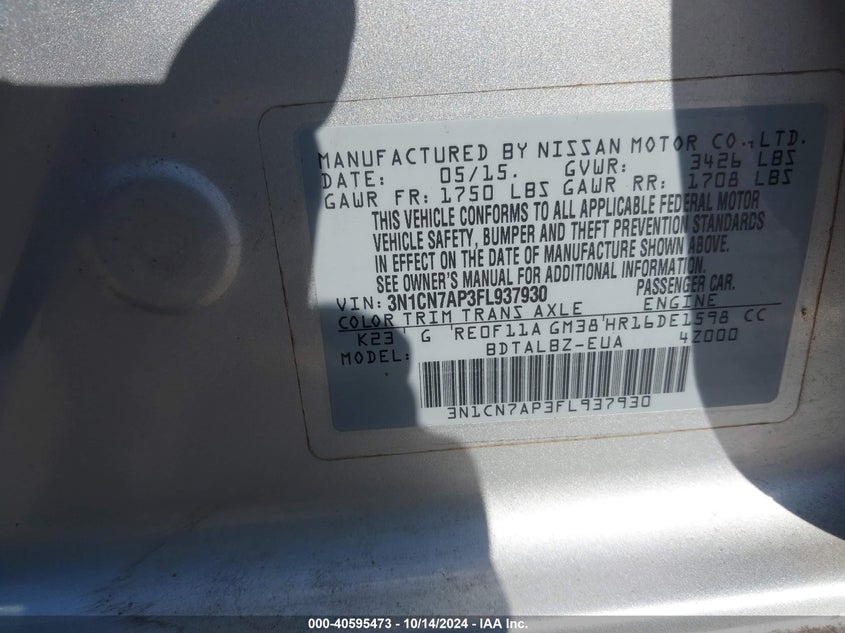 MANUFACTURED BY NISSAN MOTOR CO.,LTD.
DATE: 05/15. GVWR: 3426 LBS
GAWR FR: 1750 LBS GAWR RR: 1708 LBS
THIS VEHICLE CONFORMS TO ALL APPLICABLE FEDERAL MOTOR
VEHICLE SAFETY, BUMPER AND THEFT PREVENTION STANDARDS
IN EFFECT ON THE DATE OF MANUFACTURE SHOWN ABOVE.
SEE OWNER'S MANUAL FOR ADDITIONAL INFORMATION.
VIN: 3N1CN7AP3FL937930 PASSENGER CAR.
COLOR TRIM TRANS AXLE ENGINE
K23 G RE0F11A GM38 HR16DE1598 CC
MODEL: BDTALBZ-EUA 4Z000
3N1CN7AP3FL937930
000-40595473 - 10/14/2024 - IAA Inc.